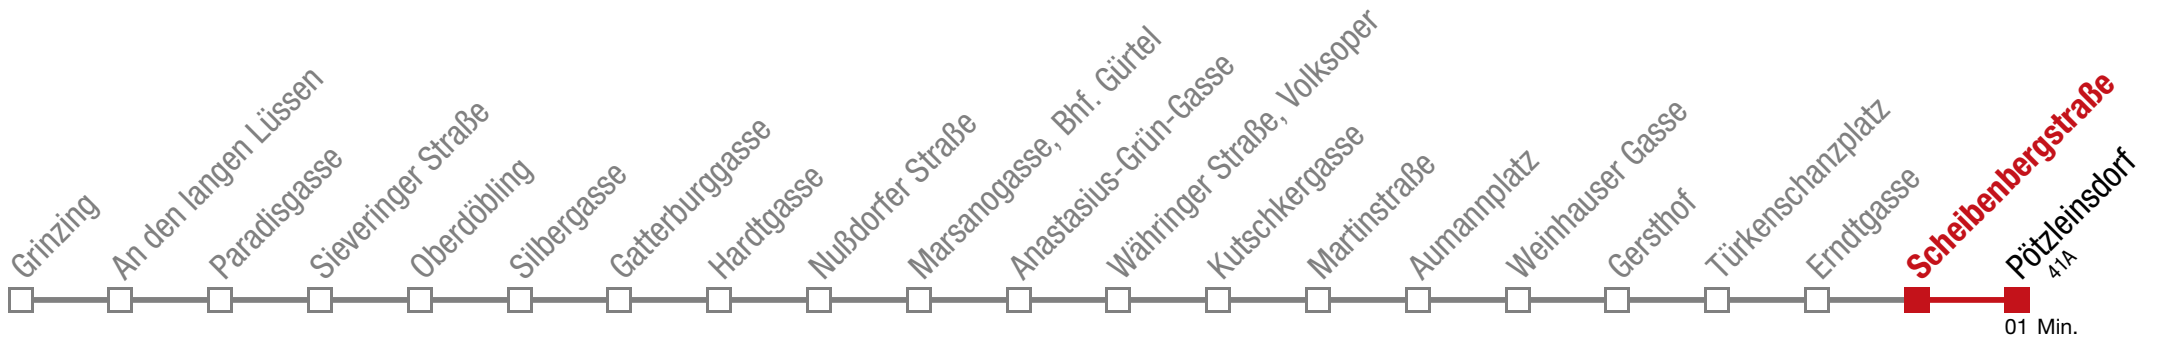 Grinzing
An den langen Lüssen
Paradisgasse
Sieveringer Straße
Oberdöbling
Silbergasse
Gatterburggasse
Hardtgasse
Nußdorfer Straße
Marsanogasse, Bhf. Gürtel
Anastasius-Grün-Gasse
Währinger Straße, Volksoper
Kutschkergasse
Martinstraße
Aumannplatz
Weinhauser Gasse
Gersthof
Türkenschanzplatz
Erndtgasse
Scheibenbergstraße
Pötzleinsdorf
41A
01 Min.